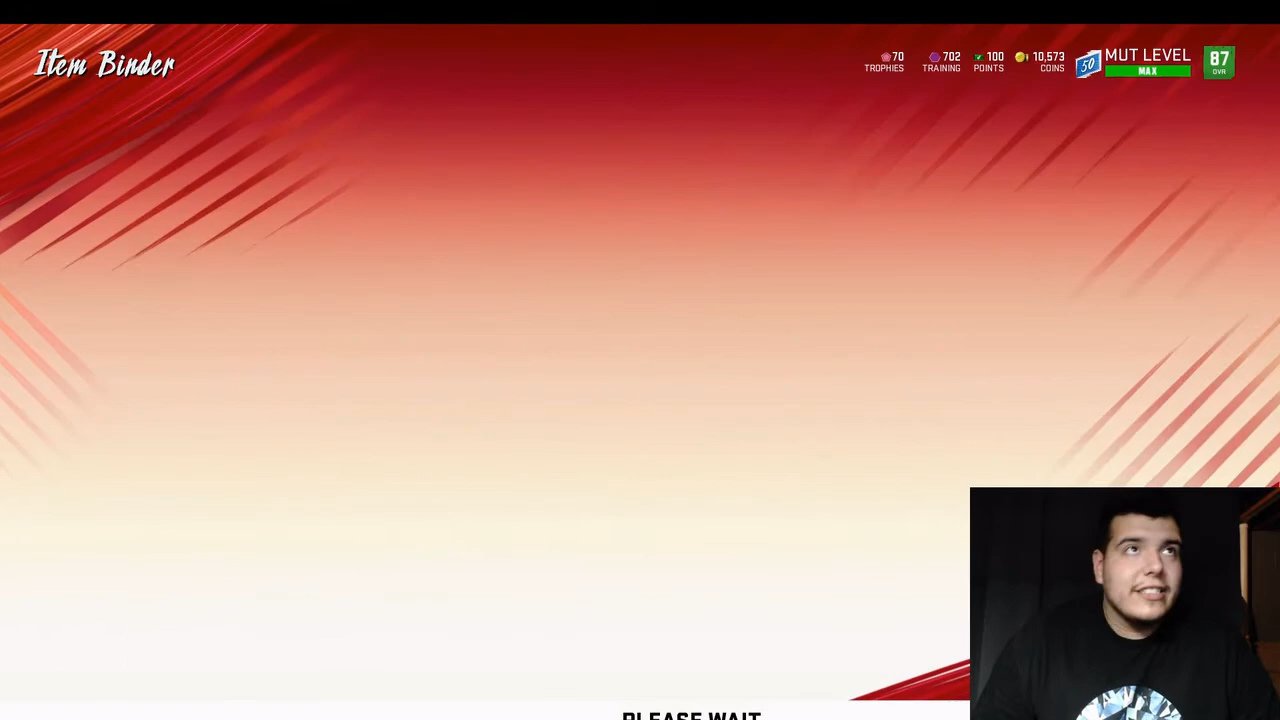 Item Binder
70 TROPHIES
702 TRAINING
100 POINTS
10,573 COINS
50
MUT LEVEL
MAX
87
OVR
PLEASE WAIT